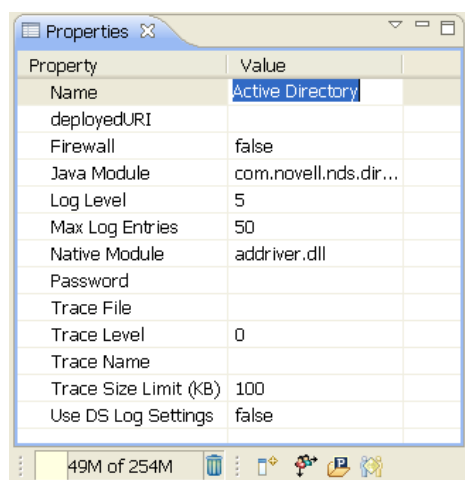 Properties
Property Value
Name Active Directory
deployedURI
Firewall false
Java Module com.novell.nds.dir...
Log Level 5
Max Log Entries 50
Native Module addriver.dll
Password
Trace File
Trace Level 0
Trace Name
Trace Size Limit (KB) 100
Use DS Log Settings false
49M of 254M